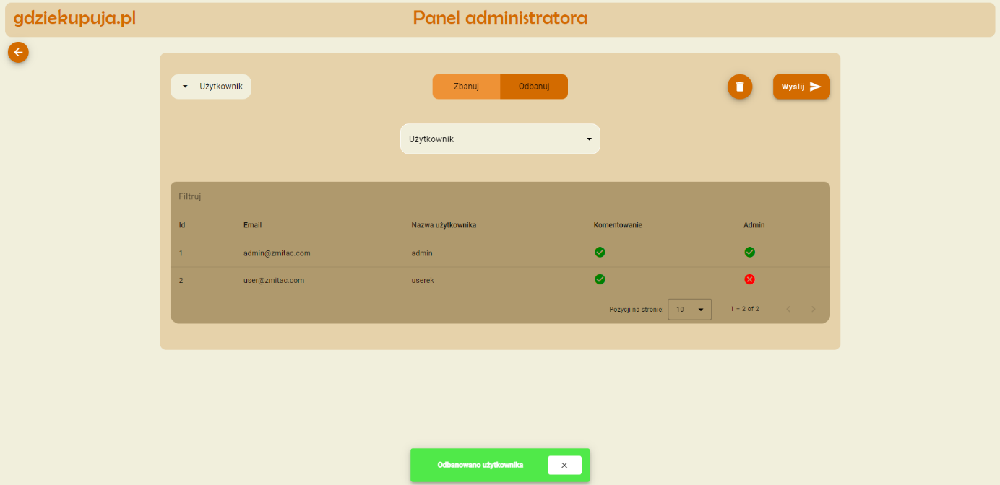 gdziekupuja.pl
Panel administratora
Użytkownik
Zbanuj Odbanuj
Wyślij
Użytkownik
Filtruj
Id Email Nazwa użytkownika Komentowanie Admin
1 admin@zmitac.com admin
2 user@zmitac.com userek
Pozycji na stronie: 10 1 – 2 of 2
Odbanowano użytkownika